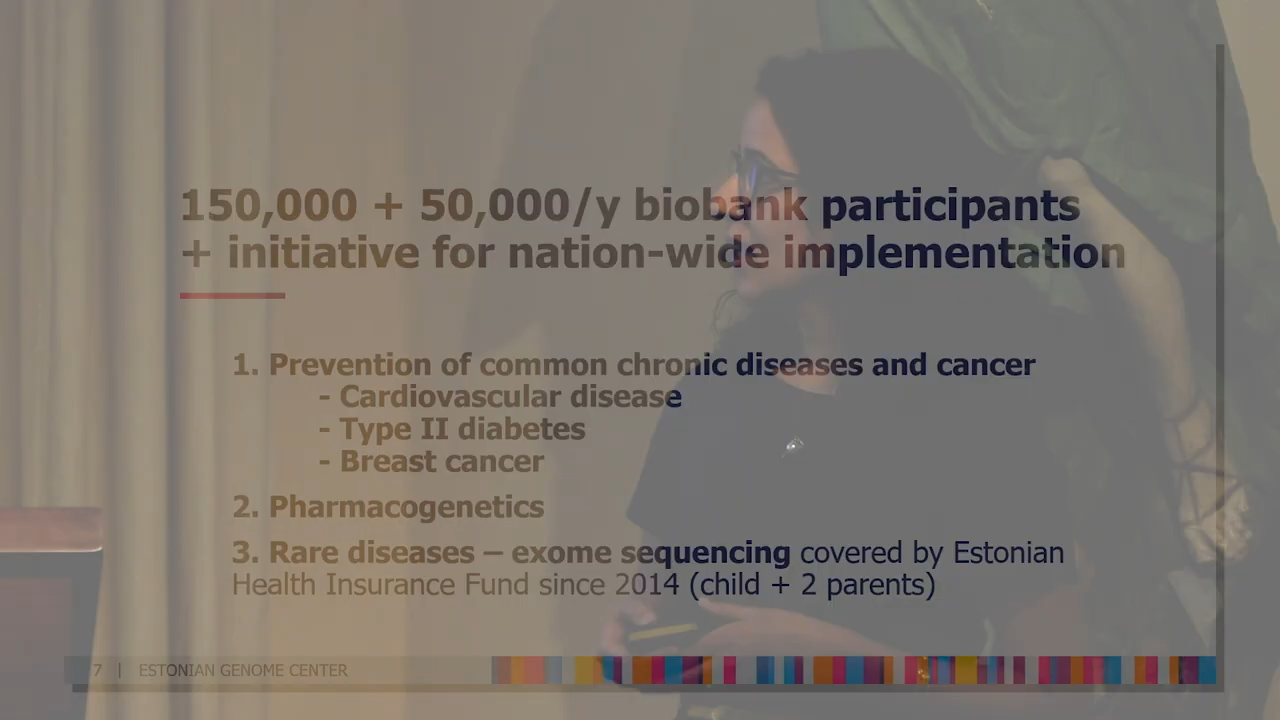 150,000 + 50,000/y biobank participants
+ initiative for nation-wide implementation
1. Prevention of common chronic diseases and cancer
- Cardiovascular disease
- Type II diabetes
- Breast cancer
2. Pharmacogenetics
3. Rare diseases – exome sequencing covered by Estonian
Health Insurance Fund since 2014 (child + 2 parents)
7 | ESTONIAN GENOME CENTER